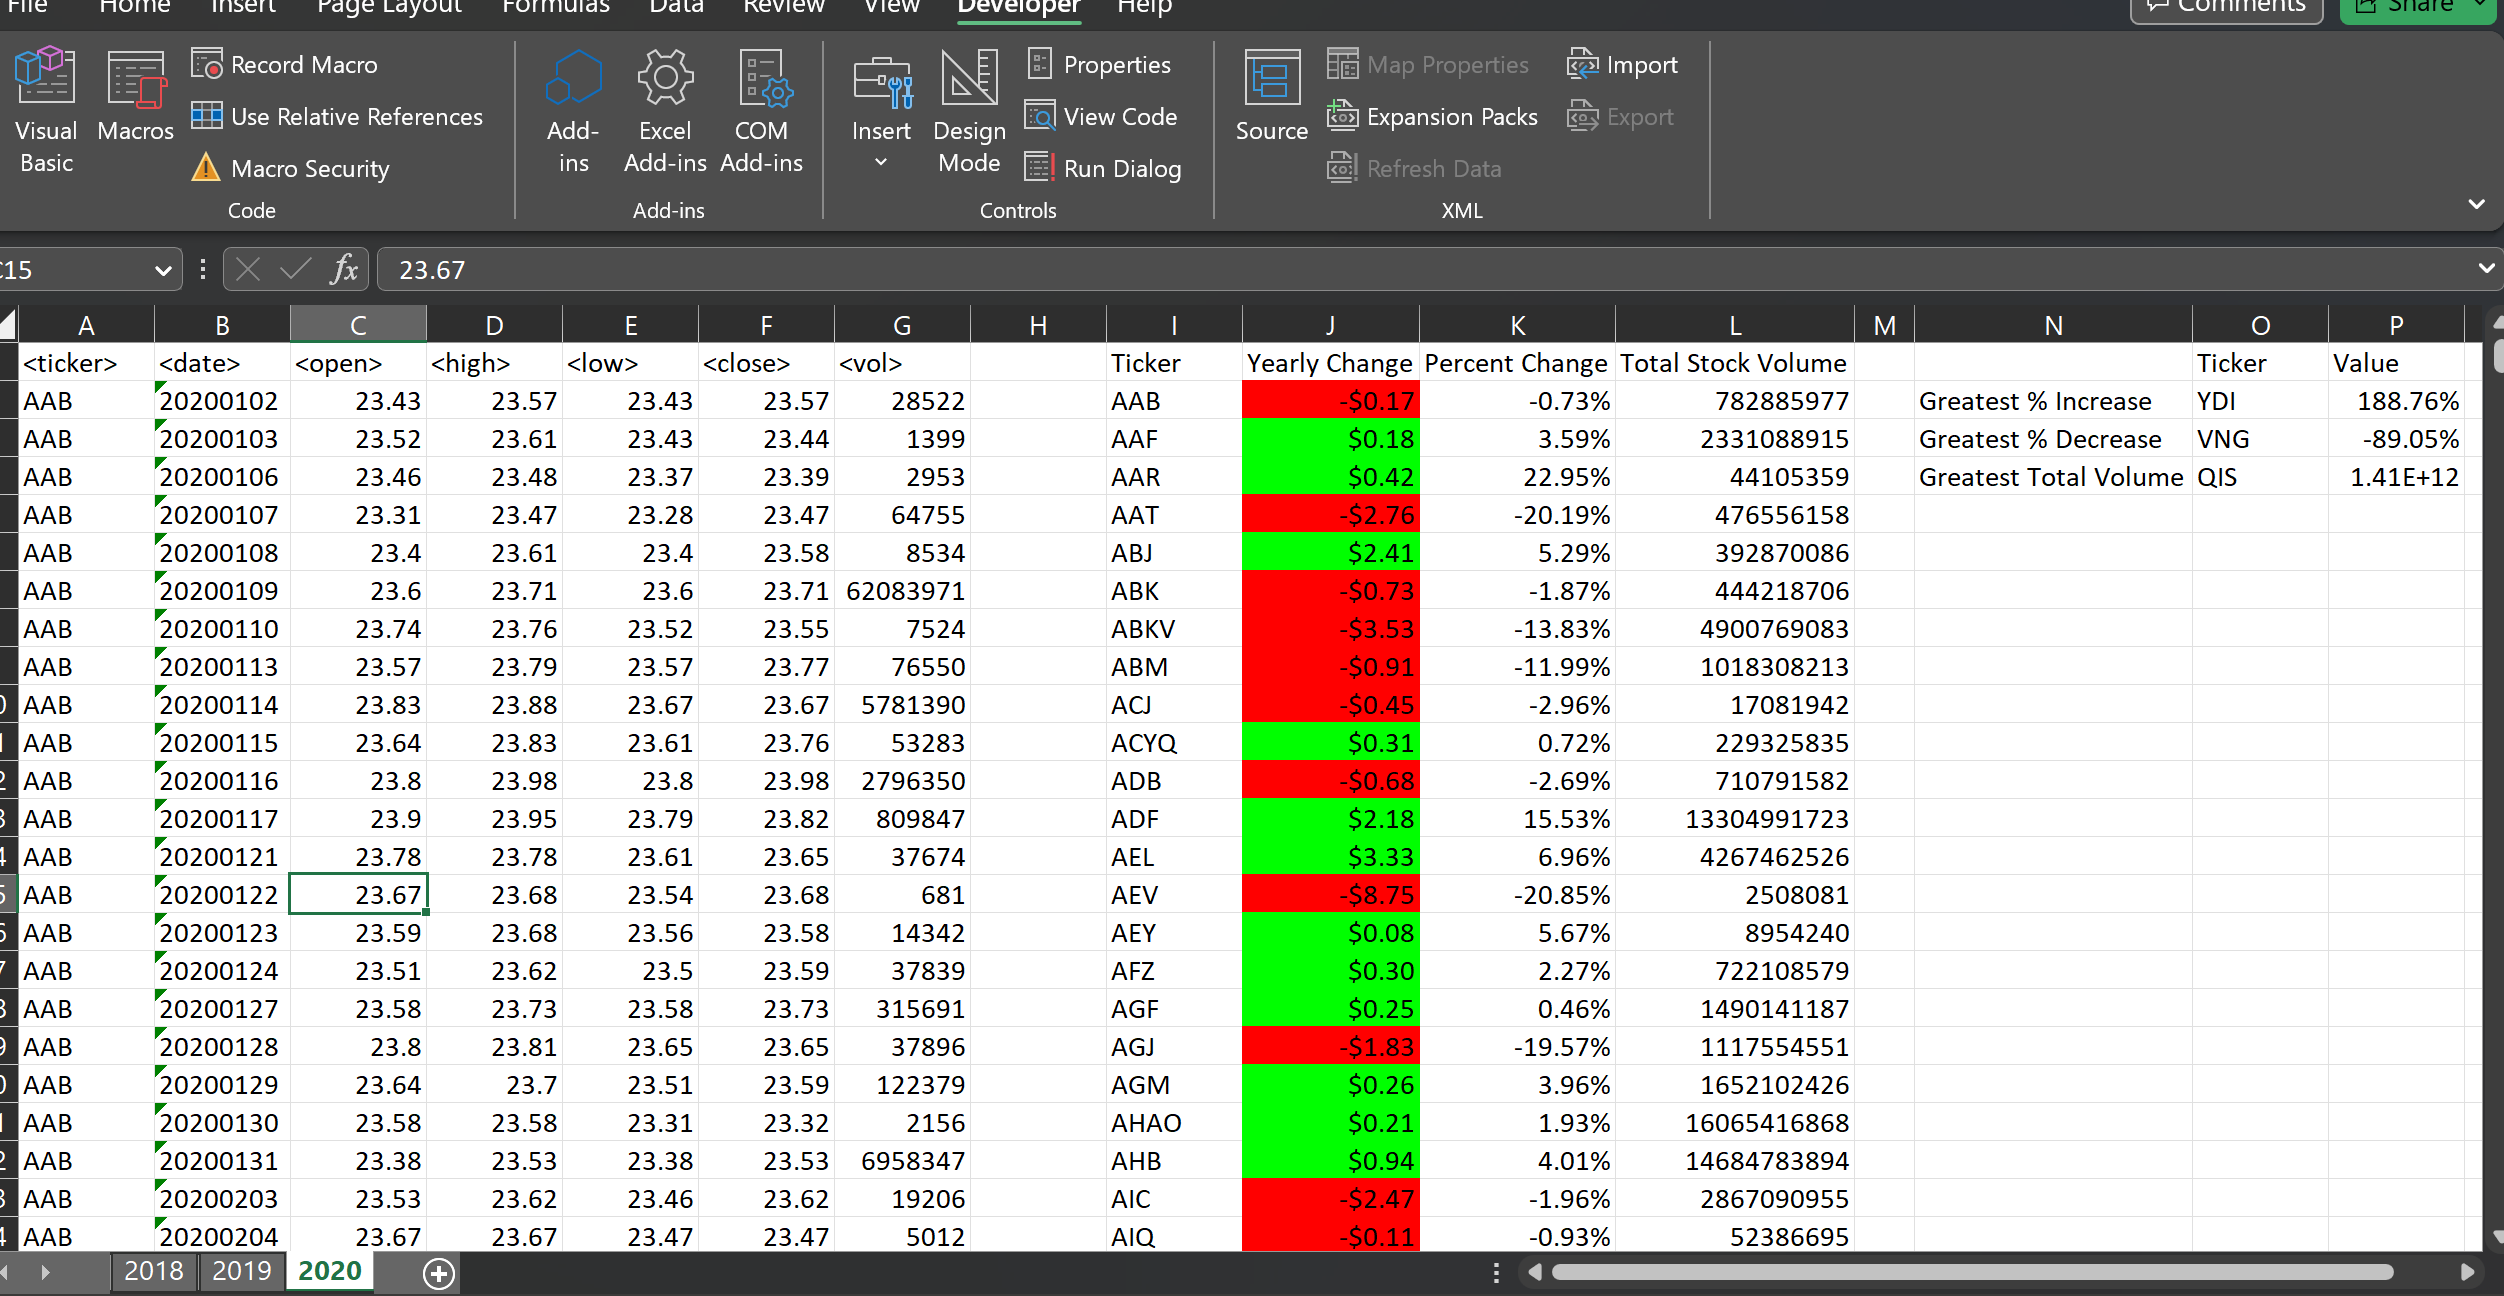 File Home Insert Page Layout Formulas Data Review View Developer Help Comments Share
Visual Basic
Macros
Record Macro
Use Relative References
Macro Security
Code
Add-ins
Excel Add-ins
COM Add-ins
Add-ins
Insert
Design Mode
Properties
View Code
Run Dialog
Controls
Source
Map Properties
Expansion Packs
Refresh Data
Import
Export
XML
C15 fx 23.67
A B C D E F G H I J K L M N O P
<ticker> <date> <open> <high> <low> <close> <vol> Ticker Yearly Change Percent Change Total Stock Volume Ticker Value
AAB 20200102 23.43 23.57 23.43 23.57 28522 AAB -$0.17 -0.73% 782885977 Greatest % Increase YDI 188.76%
AAB 20200103 23.52 23.61 23.43 23.44 1399 AAF $0.18 3.59% 2331088915 Greatest % Decrease VNG -89.05%
AAB 20200106 23.46 23.48 23.37 23.39 2953 AAR $0.42 22.95% 44105359 Greatest Total Volume QIS 1.41E+12
AAB 20200107 23.31 23.47 23.28 23.47 64755 AAT -$2.76 -20.19% 476556158
AAB 20200108 23.4 23.61 23.4 23.58 8534 ABJ $2.41 5.29% 392870086
AAB 20200109 23.6 23.71 23.6 23.71 62083971 ABK -$0.73 -1.87% 444218706
AAB 20200110 23.74 23.76 23.52 23.55 7524 ABKV -$3.53 -13.83% 4900769083
AAB 20200113 23.57 23.79 23.57 23.77 76550 ABM -$0.91 -11.99% 1018308213
AAB 20200114 23.83 23.88 23.67 23.67 5781390 ACJ -$0.45 -2.96% 17081942
AAB 20200115 23.64 23.83 23.61 23.76 53283 ACYQ $0.31 0.72% 229325835
AAB 20200116 23.8 23.98 23.8 23.98 2796350 ADB -$0.68 -2.69% 710791582
AAB 20200117 23.9 23.95 23.79 23.82 809847 ADF $2.18 15.53% 13304991723
AAB 20200121 23.78 23.78 23.61 23.65 37674 AEL $3.33 6.96% 4267462526
AAB 20200122 23.67 23.68 23.54 23.68 681 AEV -$8.75 -20.85% 2508081
AAB 20200123 23.59 23.68 23.56 23.58 14342 AEY $0.08 5.67% 8954240
AAB 20200124 23.51 23.62 23.5 23.59 37839 AFZ $0.30 2.27% 722108579
AAB 20200127 23.58 23.73 23.58 23.73 315691 AGF $0.25 0.46% 1490141187
AAB 20200128 23.8 23.81 23.65 23.65 37896 AGJ -$1.83 -19.57% 1117554551
AAB 20200129 23.64 23.7 23.51 23.59 122379 AGM $0.26 3.96% 1652102426
AAB 20200130 23.58 23.58 23.31 23.32 2156 AHAO $0.21 1.93% 16065416868
AAB 20200131 23.38 23.53 23.38 23.53 6958347 AHB $0.94 4.01% 14684783894
AAB 20200203 23.53 23.62 23.46 23.62 19206 AIC -$2.47 -1.96% 2867090955
AAB 20200204 23.67 23.67 23.47 23.47 5012 AIQ -$0.11 -0.93% 52386695
2018 2019 2020